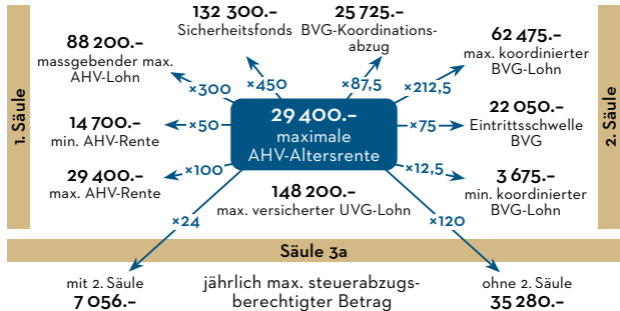 132 300.–
Sicherheitsfonds
25 725.–
BVG-Koordinations-
abzug
88 200.–
massgebender max.
AHV-Lohn
62 475.–
max. koordinierter
BVG-Lohn
×300
×450
×87,5
×212,5
1. Säule
2. Säule
14 700.–
min. AHV-Rente
×50
29 400.–
maximale
AHV-Altersrente
×75
22 050.–
Eintrittsschwelle
BVG
29 400.–
max. AHV-Rente
×100
×12,5
3 675.–
min. koordinierter
BVG-Lohn
148 200.–
max. versicherter UVG-Lohn
×24
×120
Säule 3a
mit 2. Säule
7 056.–
jährlich max. steuerabzugs-
berechtigter Betrag
ohne 2. Säule
35 280.–